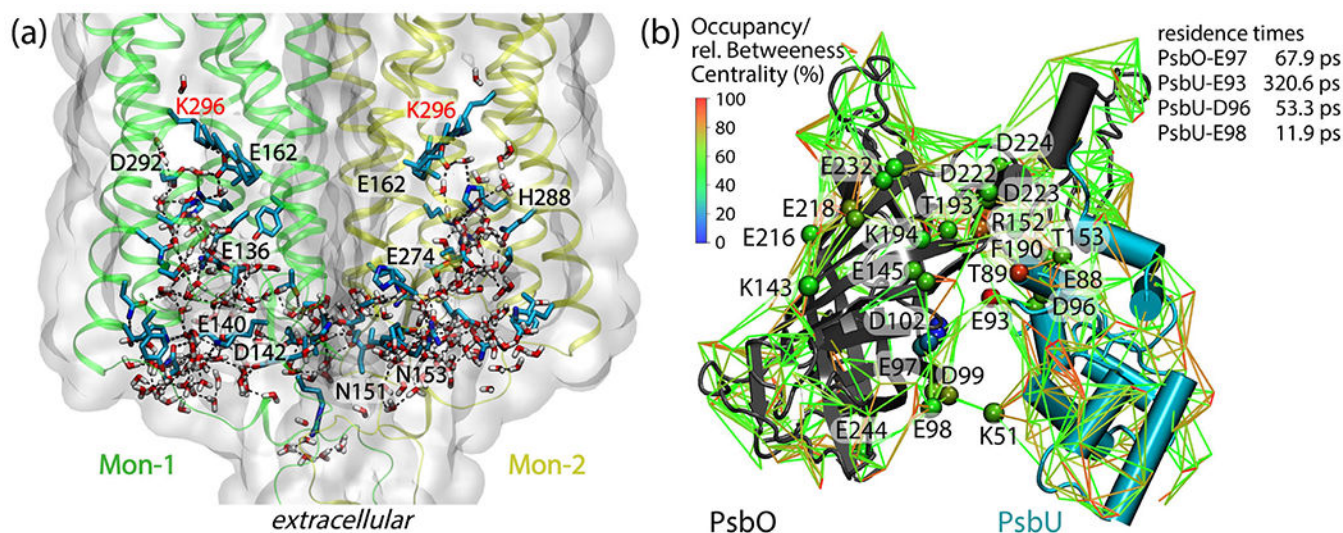 (a)
K296
K296
D292
E162
E162
H288
E136
E274
E140
D142
N151
N153
Mon-1
Mon-2
extracellular
(b)
Occupancy/
rel. Betweeness
Centrality (%)
100
80
60
40
20
0
residence times
PsbO-E97 67.9 ps
PsbU-E93 320.6 ps
PsbU-D96 53.3 ps
PsbU-E98 11.9 ps
E232
D222
D224
D223
E218
T193
R152
E216
K194
F190
T153
K143
E145
T89
E88
D102
E93
D96
E97
D99
E244
E98
K51
PsbO
PsbU